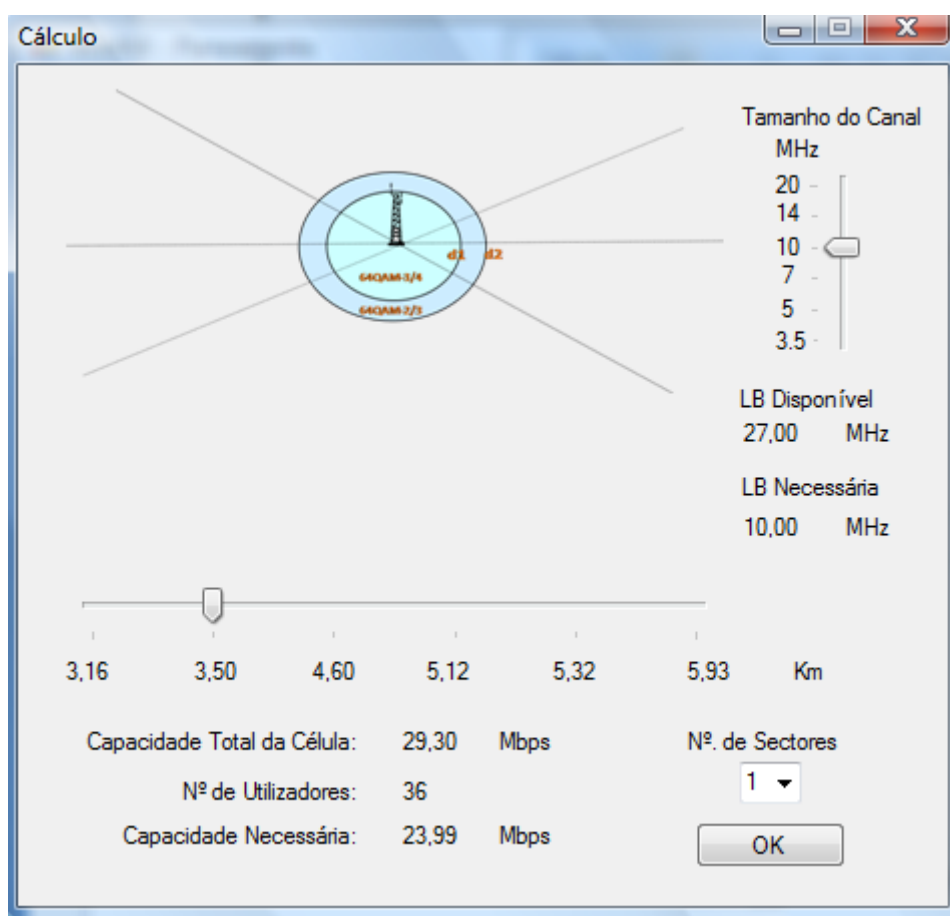 Cálculo
Tamanho do Canal
MHz
20
14
10
7
5
3.5
d1 d2
64QAM-3/4
64QAM-2/3
LB Disponível
27,00 MHz
LB Necessária
10,00 MHz
3,16 3,50 4,60 5,12 5,32 5,93 Km
Capacidade Total da Célula: 29,30 Mbps
Nº. de Sectores
1
Nº de Utilizadores: 36
Capacidade Necessária: 23,99 Mbps
OK